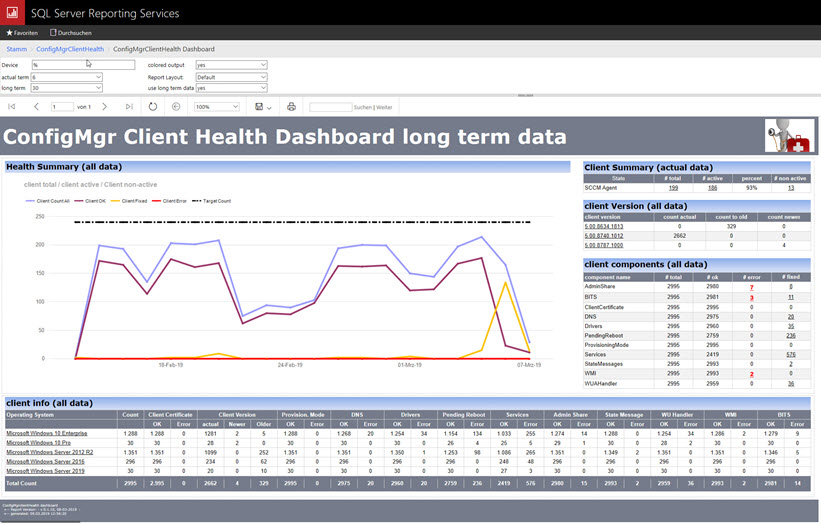 SQL Server Reporting Services
Favoriten Durchsuchen
Stamm > ConfigMgrClientHealth > ConfigMgrClientHealth Dashboard
Device % colored output yes
actual term 6 Report Layout: Default
long term 30 use long term data yes
1 von 1 100% Suchen | Weiter
ConfigMgr Client Health Dashboard long term data
Health Summary (all data)
client total / client active / Client non-active
Client Count All Client OK Client Fixed Client Error Target Count
250
200
150
100
50
0
18-Feb-19 24-Feb-19 01-Mrz-19 07-Mrz-19
Client Summary (actual data)
State # total # active percent # non active
SCCM Agent 199 186 93% 13
client Version (all data)
client version count actual count to old count newer
5.00.8634.1813 0 329 0
5.00.8740.1012 2662 0 0
5.00.8787.1000 0 0 4
client components (all data)
component name # total # ok # error # fixed
AdminShare 2995 2980 7 8
BITS 2995 2981 3 11
ClientCertificate 2995 2995 0 0
DNS 2995 2975 0 20
Drivers 2995 2960 0 35
PendingReboot 2995 2759 0 236
ProvisioningMode 2995 2995 0 0
Services 2995 2419 0 576
StateMessages 2995 2993 0 2
WMI 2995 2993 2 0
WUAHandler 2995 2959 0 36
client info (all data)
Operating System Count Client Certificate Client Version Provision. Mode DNS Drivers Pending Reboot Services Admin Share State Message WU Handler WMI BITS
OK Error actual Newer Older OK Error OK Error OK Error OK Error OK Error OK Error OK Error OK Error OK Error OK Error
Microsoft Windows 10 Enterprise 1.288 1.288 0 1281 2 5 1.288 0 1.268 20 1.254 34 1.154 134 1.033 255 1.274 14 1.288 0 1.254 34 1.286 2 1.279 9
Microsoft Windows 10 Pro 30 30 0 28 2 0 30 0 30 0 30 0 26 4 25 5 29 1 30 0 28 2 30 0 30 0
Microsoft Windows Server 2012 R2 1.351 1.351 0 1099 0 252 1.351 0 1.351 0 1.350 1 1.253 98 1.086 265 1.351 0 1.349 2 1.351 0 1.351 0 1.346 5
Microsoft Windows Server 2016 296 296 0 234 0 62 296 0 296 0 296 0 296 0 248 48 296 0 296 0 296 0 296 0 296 0
Microsoft Windows Server 2019 30 30 0 20 0 10 30 0 30 0 30 0 30 0 27 3 30 0 30 0 30 0 30 0 30 0
Total Count 2995 2.995 0 2662 4 329 2995 0 2975 20 2960 20 2759 236 2419 576 2980 15 2993 2 2959 36 2993 2 2981 14
ConfigMgrClientHealth dashboard